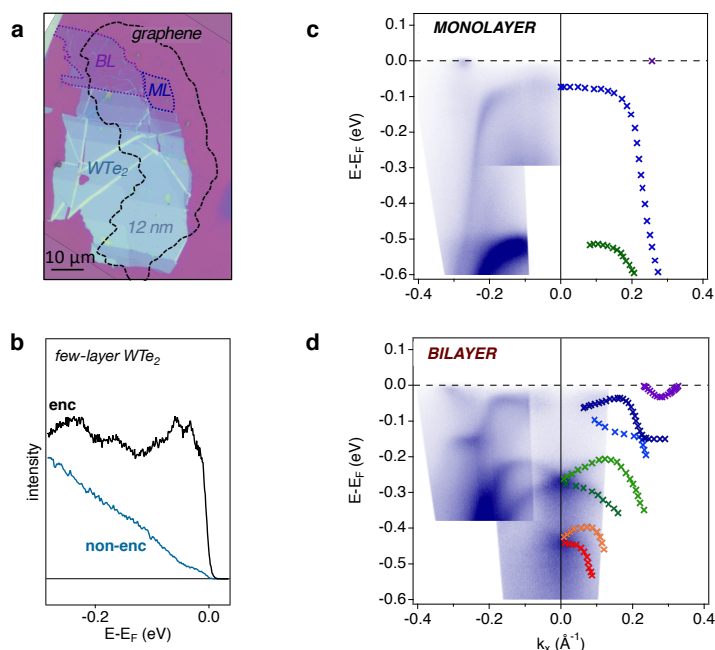 a
graphene
BL
ML
WTe2
12 nm
10 μm
b
few-layer WTe2
enc
non-enc
intensity
-0.2
0.0
E-EF (eV)
c
MONOLAYER
0.1
0.0
-0.1
-0.2
-0.3
-0.4
-0.5
-0.6
E-EF (eV)
-0.4
-0.2
0.0
0.2
0.4
d
BILAYER
0.1
0.0
-0.1
-0.2
-0.3
-0.4
-0.5
-0.6
E-EF (eV)
-0.4
-0.2
0.0
0.2
0.4
kx (Å-1)